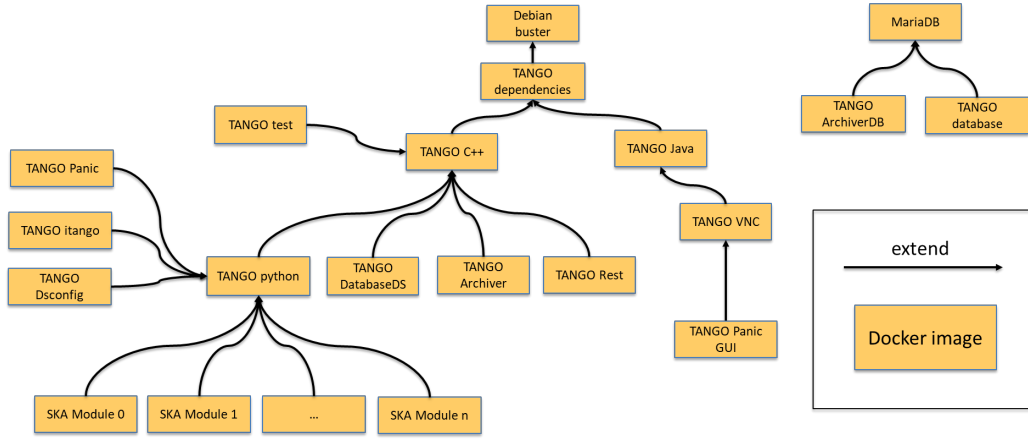 Debian
buster
MariaDB
TANGO
dependencies
TANGO
ArchiverDB
TANGO
database
TANGO test
TANGO C++
TANGO Java
TANGO Panic
TANGO itango
TANGO VNC
TANGO
Dsconfig
TANGO python
TANGO
DatabaseDS
TANGO
Archiver
TANGO Rest
extend
TANGO Panic
GUI
Docker image
SKA Module 0
SKA Module 1
...
SKA Module n